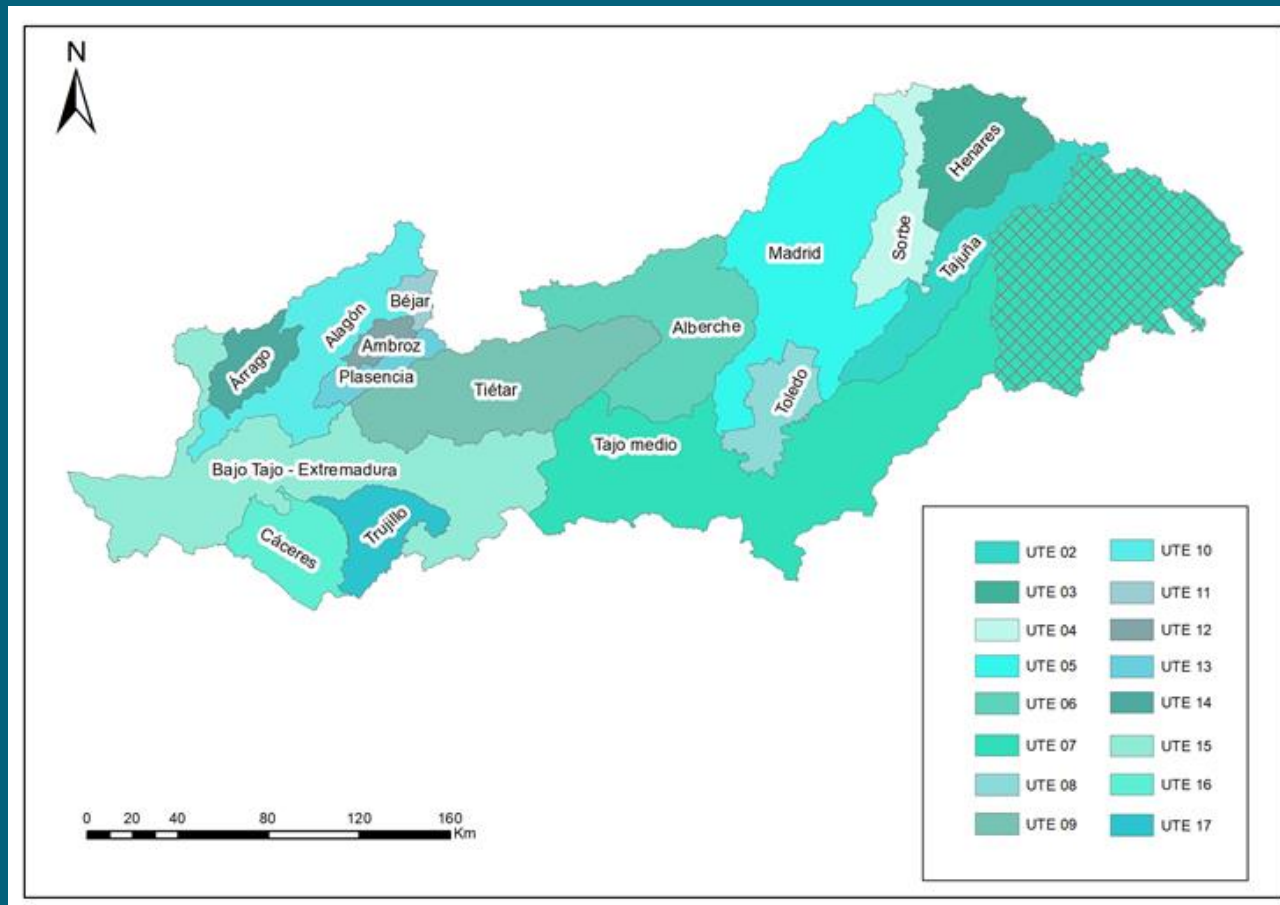 N
Henares
Sorbe
Tajuña
Madrid
Béjar
Alagón
Ambroz
Árrago
Plasencia
Alberche
Tiétar
Toledo
Tajo medio
Bajo Tajo - Extremadura
Trujillo
Cáceres
UTE 02
UTE 03
UTE 04
UTE 05
UTE 06
UTE 07
UTE 08
UTE 09
UTE 10
UTE 11
UTE 12
UTE 13
UTE 14
UTE 15
UTE 16
UTE 17
0 20 40 80 120 160
Km